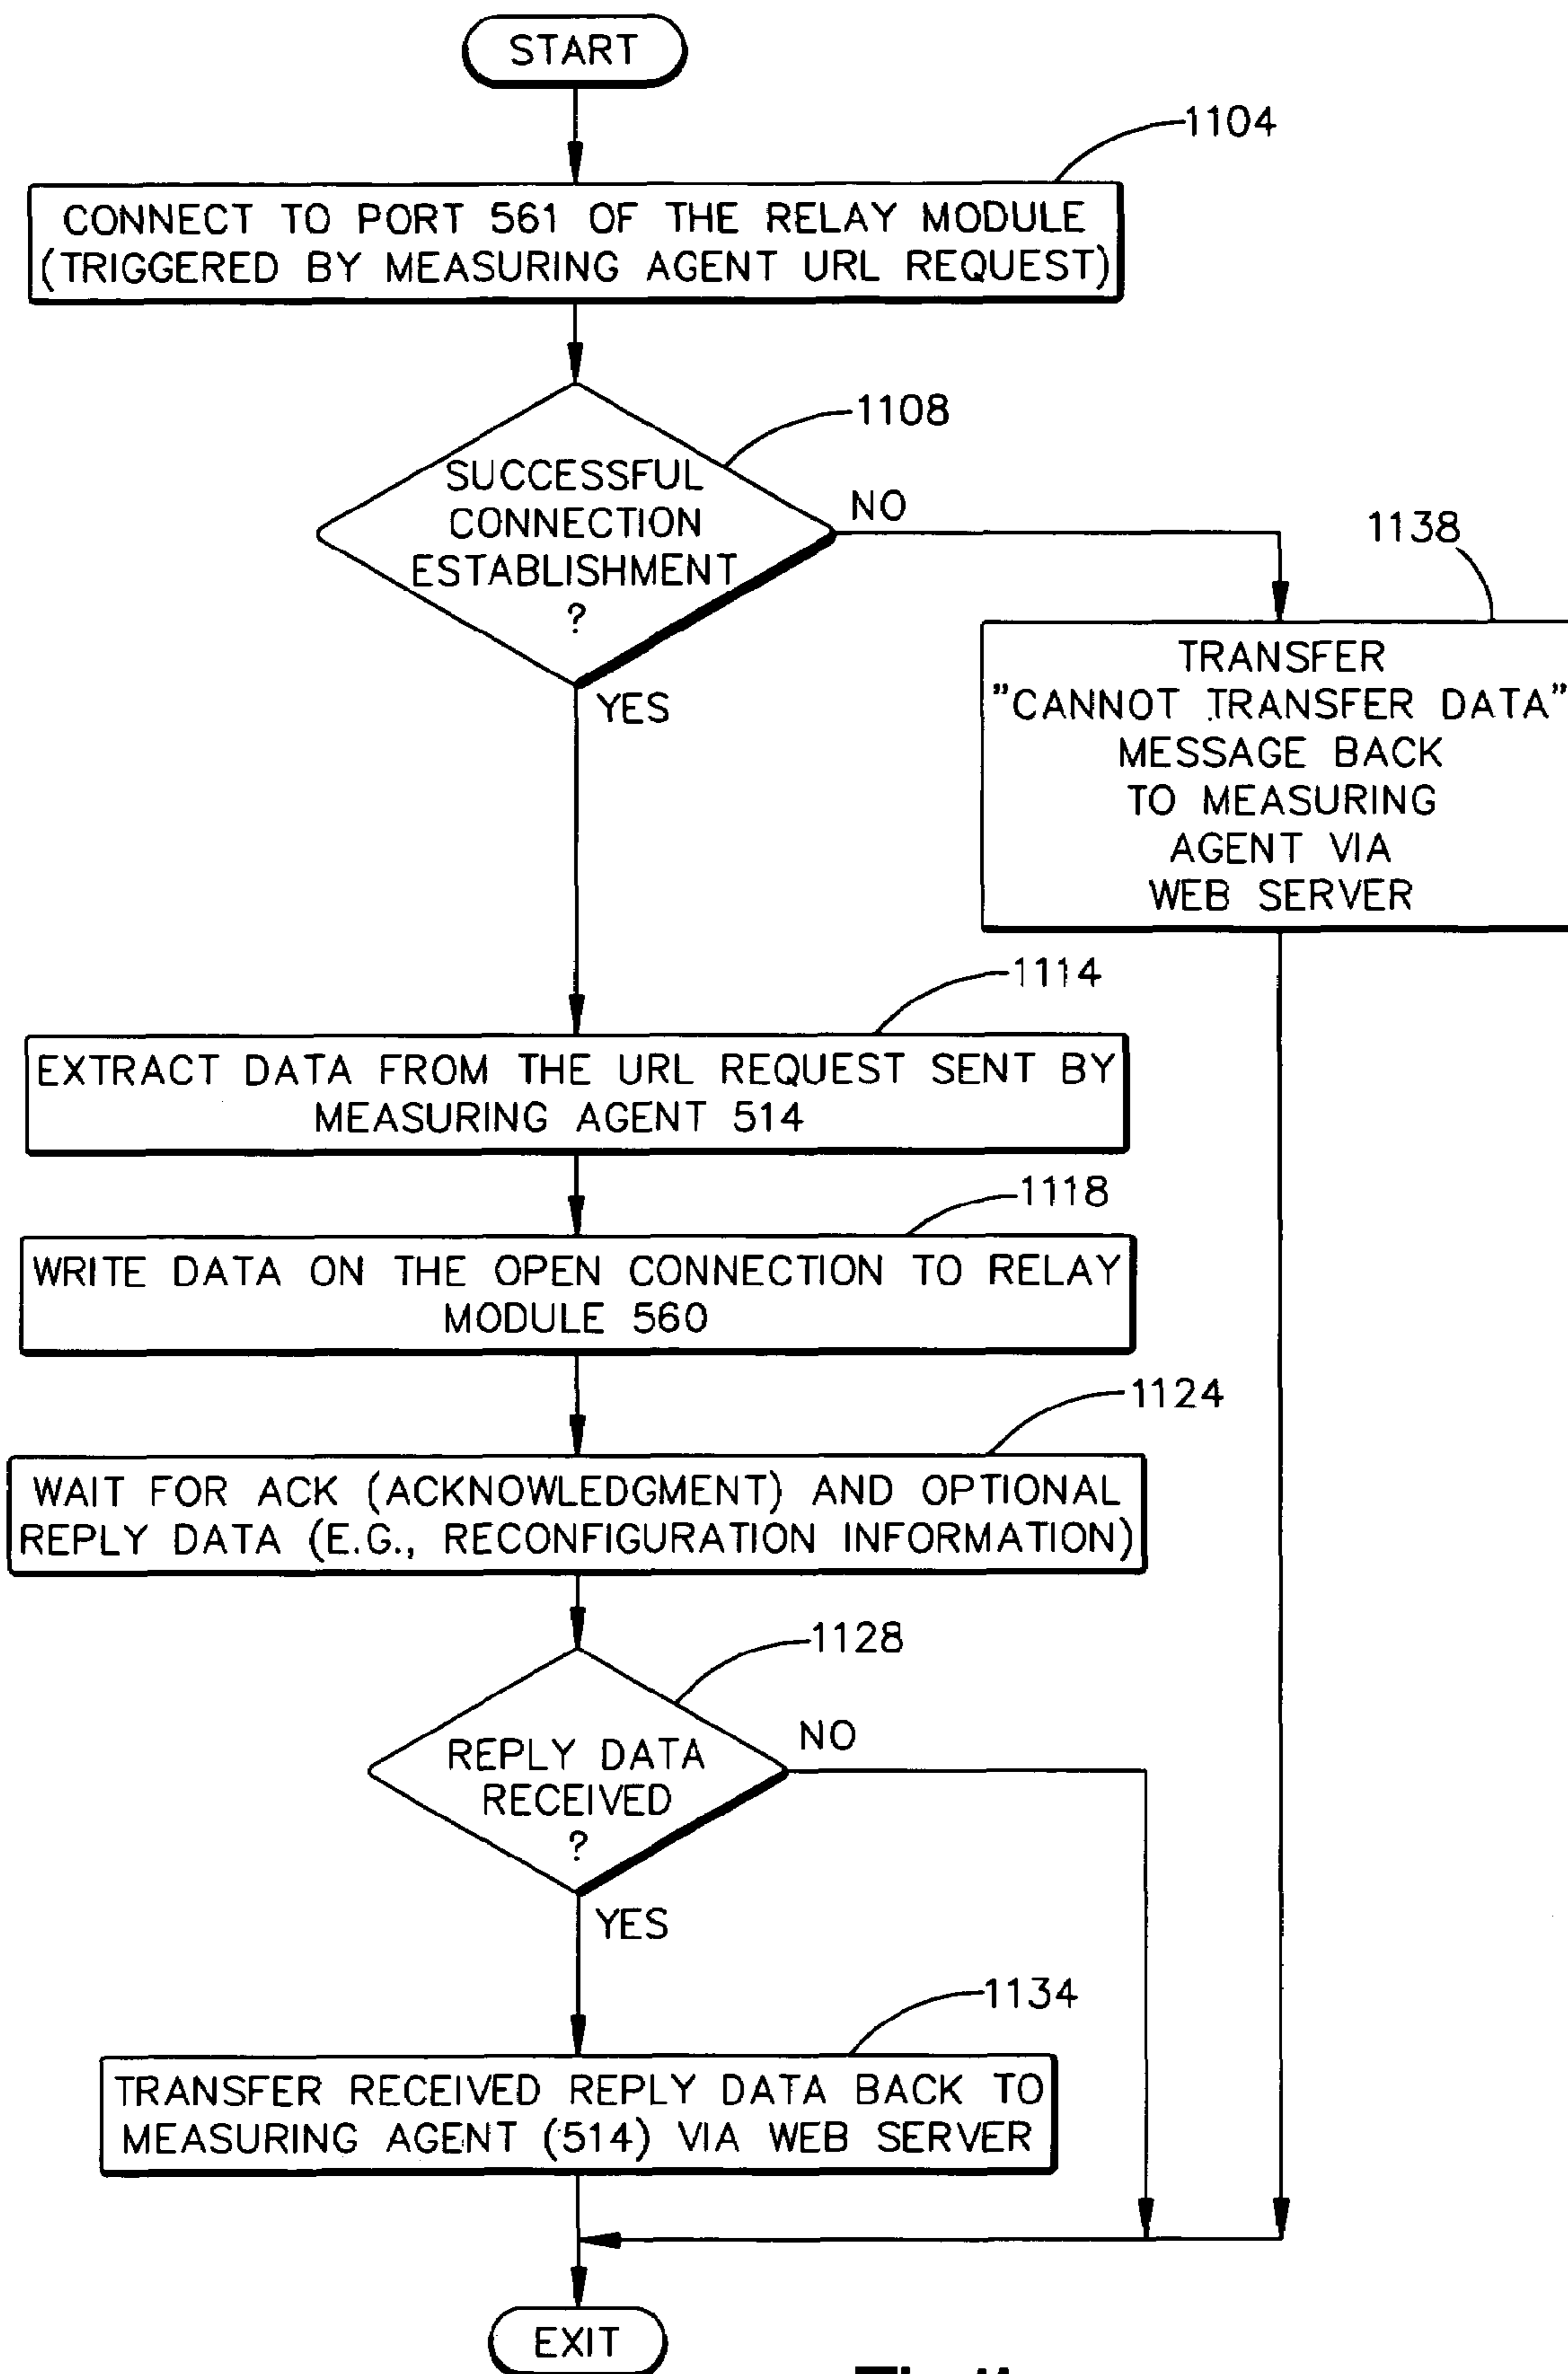 START
1104
CONNECT TO PORT 561 OF THE RELAY MODULE
(TRIGGERED BY MEASURING AGENT URL REQUEST)
1108
SUCCESSFUL
CONNECTION
ESTABLISHMENT
?
NO
YES
1138
TRANSFER
"CANNOT TRANSFER DATA"
MESSAGE BACK
TO MEASURING
AGENT VIA
WEB SERVER
1114
EXTRACT DATA FROM THE URL REQUEST SENT BY
MEASURING AGENT 514
1118
WRITE DATA ON THE OPEN CONNECTION TO RELAY
MODULE 560
1124
WAIT FOR ACK (ACKNOWLEDGMENT) AND OPTIONAL
REPLY DATA (E.G., RECONFIGURATION INFORMATION)
1128
REPLY DATA
RECEIVED
?
NO
YES
1134
TRANSFER RECEIVED REPLY DATA BACK TO
MEASURING AGENT (514) VIA WEB SERVER
EXIT